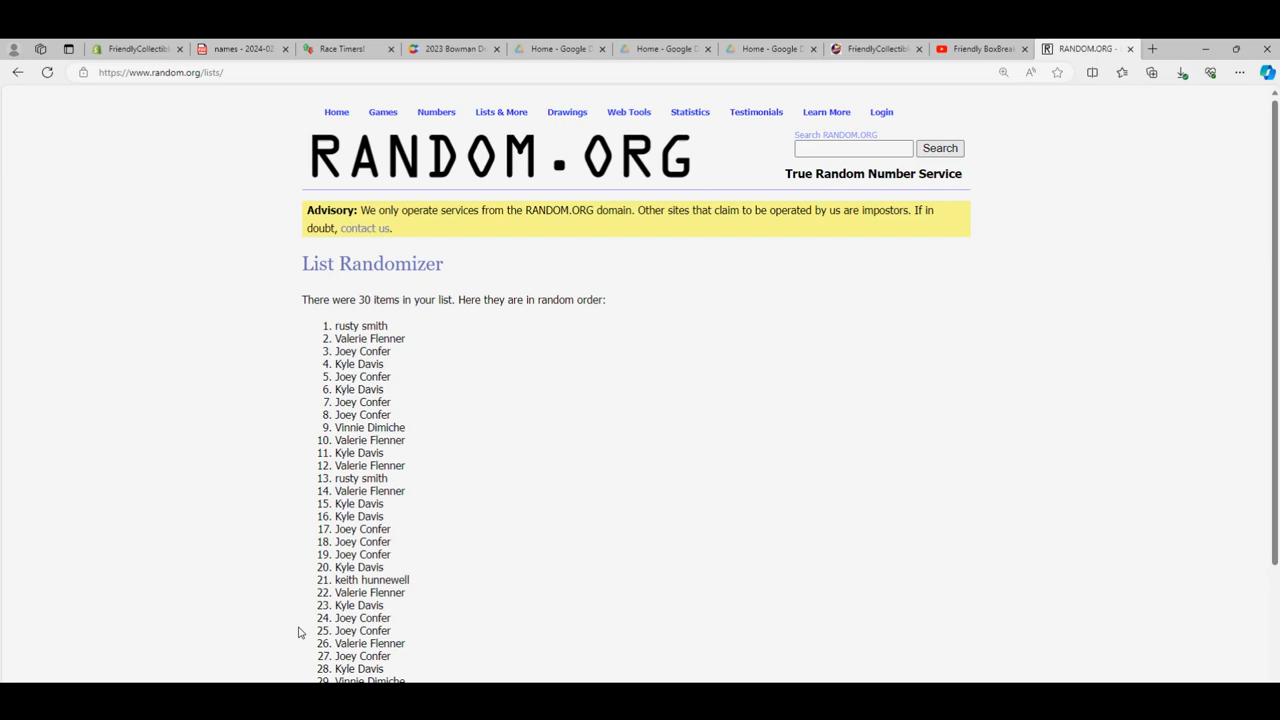 FriendlyCollectibl
names - 2024-02
Race Timers!
2023 Bowman D
Home - Google D
Home - Google D
Home - Google D
FriendlyCollectibl
Friendly BoxBreak
RANDOM.ORG -
https://www.random.org/lists/
Home Games Numbers Lists & More Drawings Web Tools Statistics Testimonials Learn More Login
RANDOM.ORG
Search RANDOM.ORG
Search
True Random Number Service
Advisory: We only operate services from the RANDOM.ORG domain. Other sites that claim to be operated by us are impostors. If in
doubt, contact us.
List Randomizer
There were 30 items in your list. Here they are in random order:
1. rusty smith
2. Valerie Flenner
3. Joey Confer
4. Kyle Davis
5. Joey Confer
6. Kyle Davis
7. Joey Confer
8. Joey Confer
9. Vinnie Dimiche
10. Valerie Flenner
11. Kyle Davis
12. Valerie Flenner
13. rusty smith
14. Valerie Flenner
15. Kyle Davis
16. Kyle Davis
17. Joey Confer
18. Joey Confer
19. Joey Confer
20. Kyle Davis
21. keith hunnewell
22. Valerie Flenner
23. Kyle Davis
24. Joey Confer
25. Joey Confer
26. Valerie Flenner
27. Joey Confer
28. Kyle Davis
29. Vinnie Dimiche